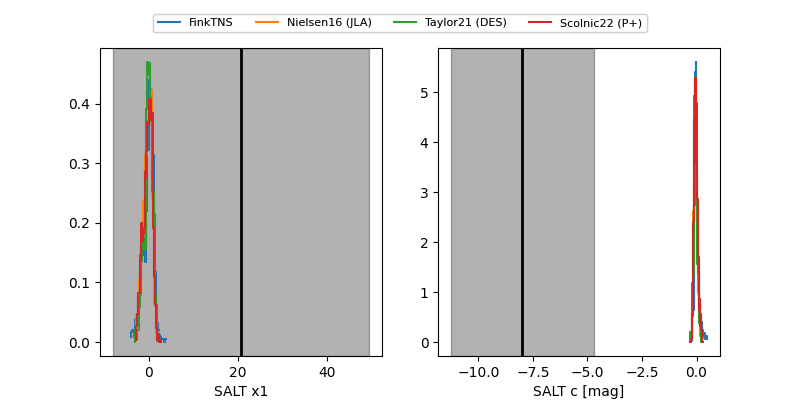 FinkTNS Nielsen16 (JLA) Taylor21 (DES) Scolnic22 (P+)
0.4
0.3
0.2
0.1
0.0
0 20 40
SALT x1
5
4
3
2
1
0
−10.0 −7.5 −5.0 −2.5 0.0
SALT c [mag]